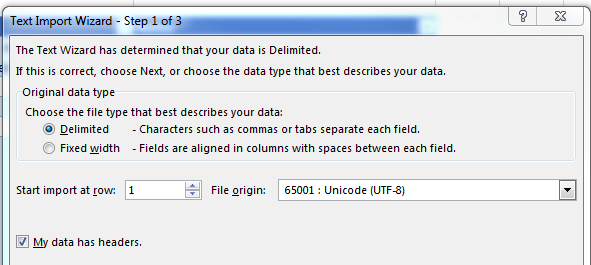 Text Import Wizard - Step 1 of 3
The Text Wizard has determined that your data is Delimited.
If this is correct, choose Next, or choose the data type that best describes your data.
Original data type
Choose the file type that best describes your data:
Delimited - Characters such as commas or tabs separate each field.
Fixed width - Fields are aligned in columns with spaces between each field.
Start import at row: 1 File origin: 65001 : Unicode (UTF-8)
My data has headers.